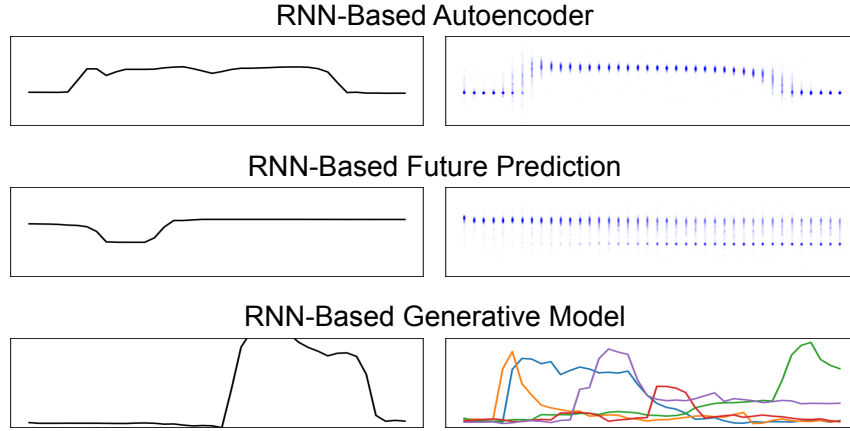 RNN-Based Autoencoder
RNN-Based Future Prediction
RNN-Based Generative Model